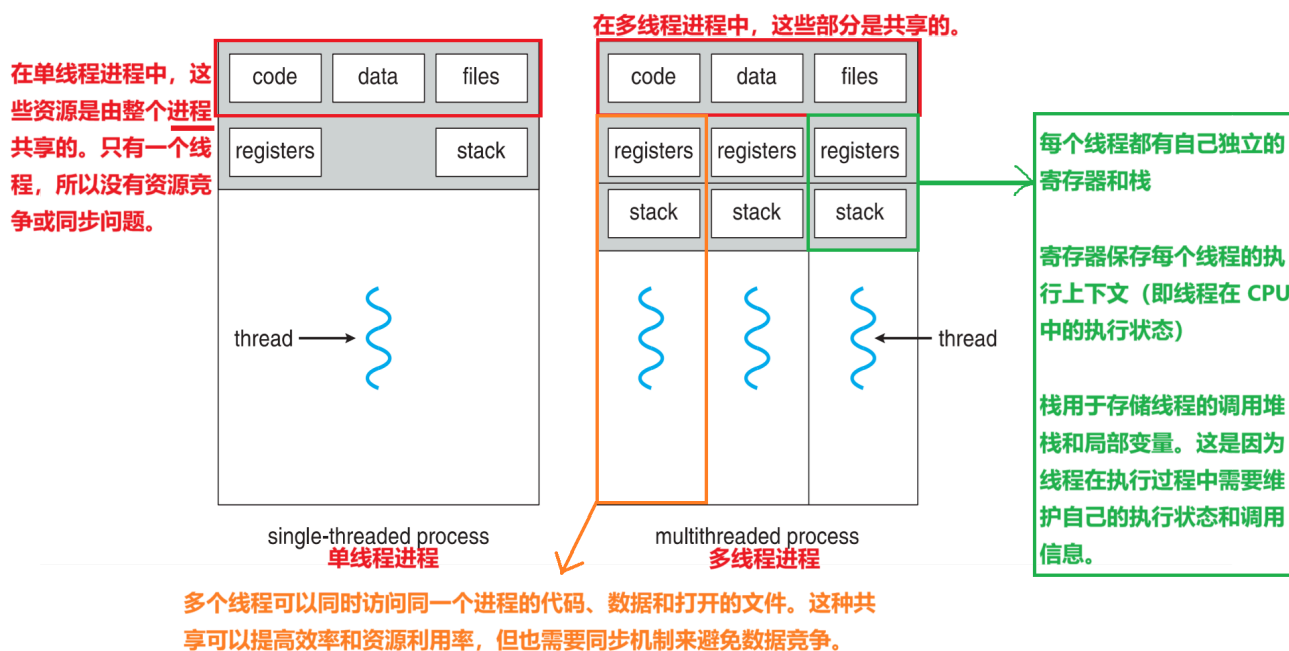 在多线程进程中，这些部分是共享的。
在单线程进程中，这
些资源是由整个进程
共享的。只有一个线
程，所以没有资源竞
争或同步问题。
code data files
registers stack
thread
single-threaded process
单线程进程
code data files
registers registers registers
stack stack stack
thread
multithreaded process
多线程进程
每个线程都有自己独立的
寄存器和栈
寄存器保存每个线程的执
行上下文（即线程在 CPU
中的执行状态）
栈用于存储线程的调用堆
栈和局部变量。这是因为
线程在执行过程中需要维
护自己的执行状态和调用
信息。
多个线程可以同时访问同一个进程的代码、数据和打开的文件。这种共
享可以提高效率和资源利用率，但也需要同步机制来避免数据竞争。